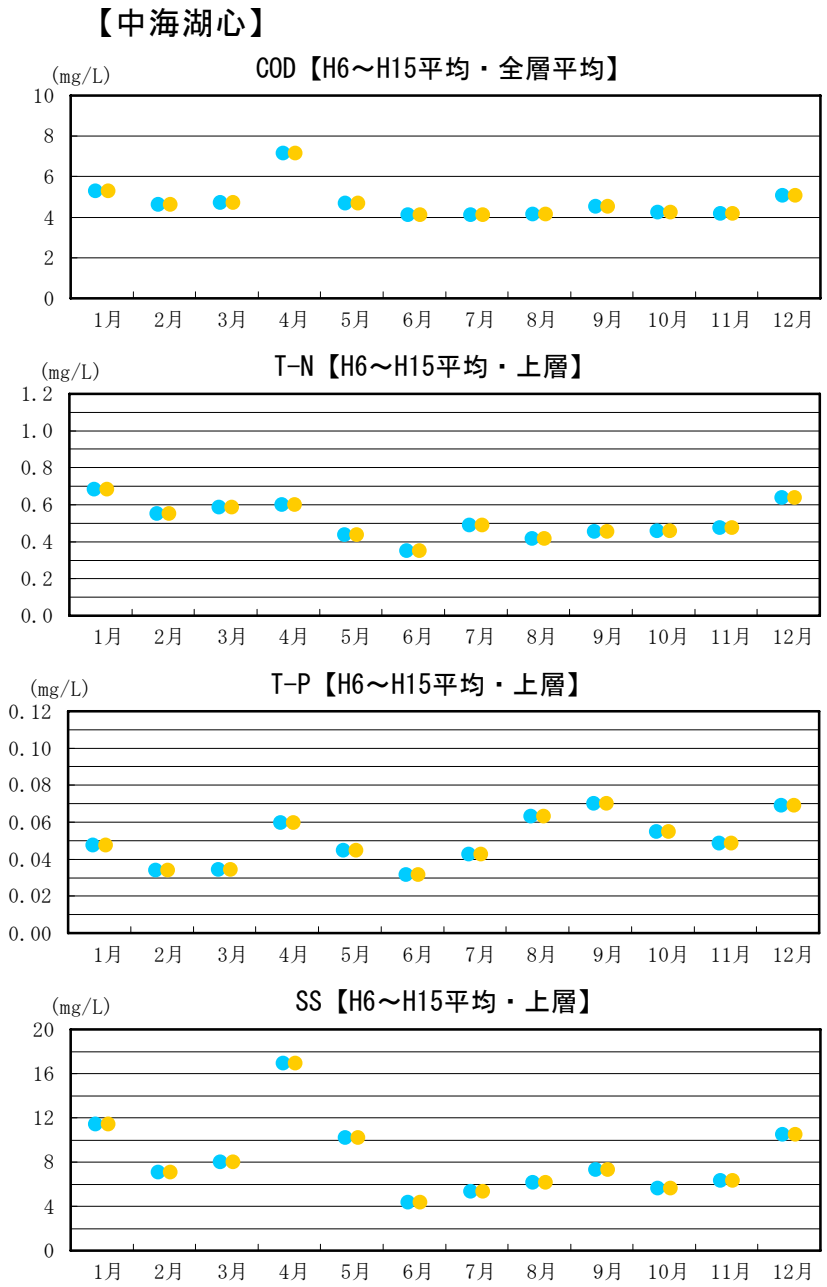 【中海湖心】
COD【H6～H15平均・全層平均】
(mg/L)
10
8
6
4
2
0
1月 2月 3月 4月 5月 6月 7月 8月 9月 10月 11月 12月
T-N【H6～H15平均・上層】
(mg/L)
1.2
1.0
0.8
0.6
0.4
0.2
0.0
1月 2月 3月 4月 5月 6月 7月 8月 9月 10月 11月 12月
T-P【H6～H15平均・上層】
(mg/L)
0.12
0.10
0.08
0.06
0.04
0.02
0.00
1月 2月 3月 4月 5月 6月 7月 8月 9月 10月 11月 12月
SS【H6～H15平均・上層】
(mg/L)
20
16
12
8
4
0
1月 2月 3月 4月 5月 6月 7月 8月 9月 10月 11月 12月